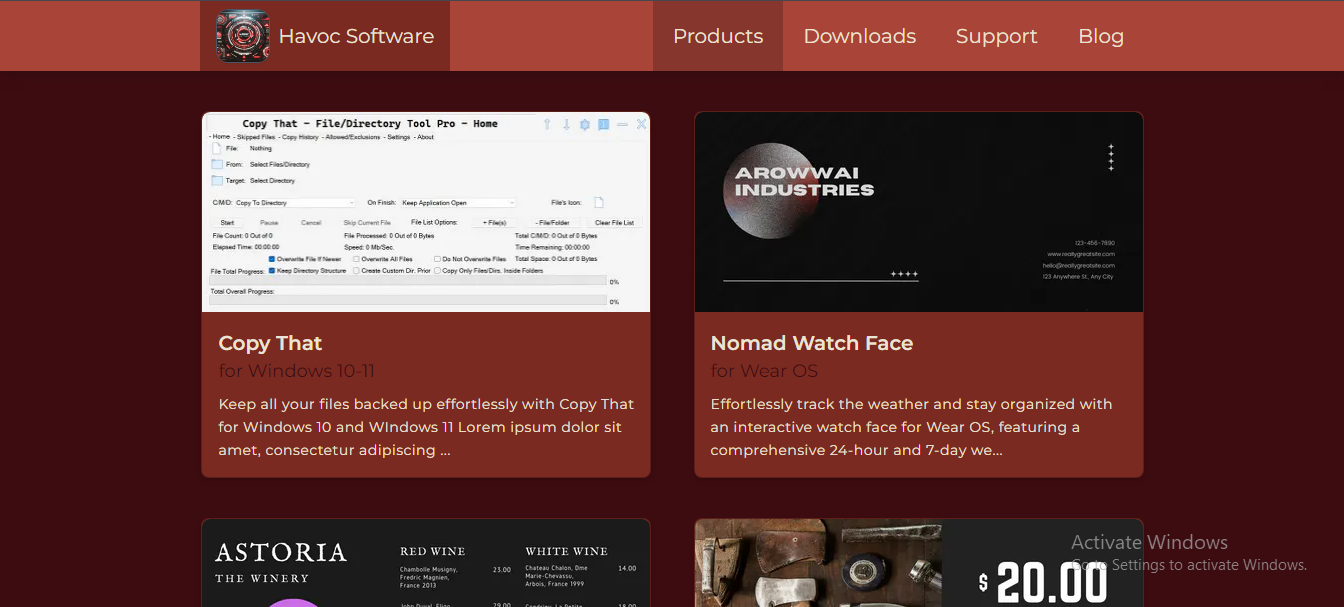 Havoc Software
Products
Downloads
Support
Blog
Copy That - File/Directory Tool Pro - Home
- Home - Skipped Files - Copy History - Allowed/Exclusions - Settings - About
File: Nothing
From: Select Files/Directory
Target: Select Directory
C/M/D: Copy To Directory On Finish: Keep Application Open File's Icon:
Start Pause Cancel Skip Current File File List Options: + File(s) - File/Folder Clear File List
File Count: 0 Out of 0 File Processed: 0 Out of 0 Bytes Total C/M/D: 0 Out of 0 Bytes
Elapsed Time: 00:00:00 Speed: 0 Mb/Sec. Time Remaining: 00:00:00
Overwrite File If Newer Overwrite All Files Do Not Overwrite Files Total Space: 0 Out of 0 Bytes
File Total Progress: Keep Directory Structure Create Custom Dir. Prior Copy Only Files/Dirs. Inside Folders
0%
Total Overall Progress:
0%
Copy That
for Windows 10-11
Keep all your files backed up effortlessly with Copy That
for Windows 10 and WIndows 11 Lorem ipsum dolor sit
amet, consectetur adipiscing ...
AROWWAI
INDUSTRIES
123-456-7890
www.reallygreatsite.com
hello@reallygreatsite.com
123 Anywhere St., Any City
Nomad Watch Face
for Wear OS
Effortlessly track the weather and stay organized with
an interactive watch face for Wear OS, featuring a
comprehensive 24-hour and 7-day we...
ASTORIA
THE WINERY
RED WINE
Chambolle Musigny, 23.00
Fredric Magnien,
France 2013
29.00
WHITE WINE
Chateau Chalon, Dme 14.00
Marie-Chevassu,
Arbois, France 1999
18.00
$ 20.00
Activate Windows
Go to Settings to activate Windows.